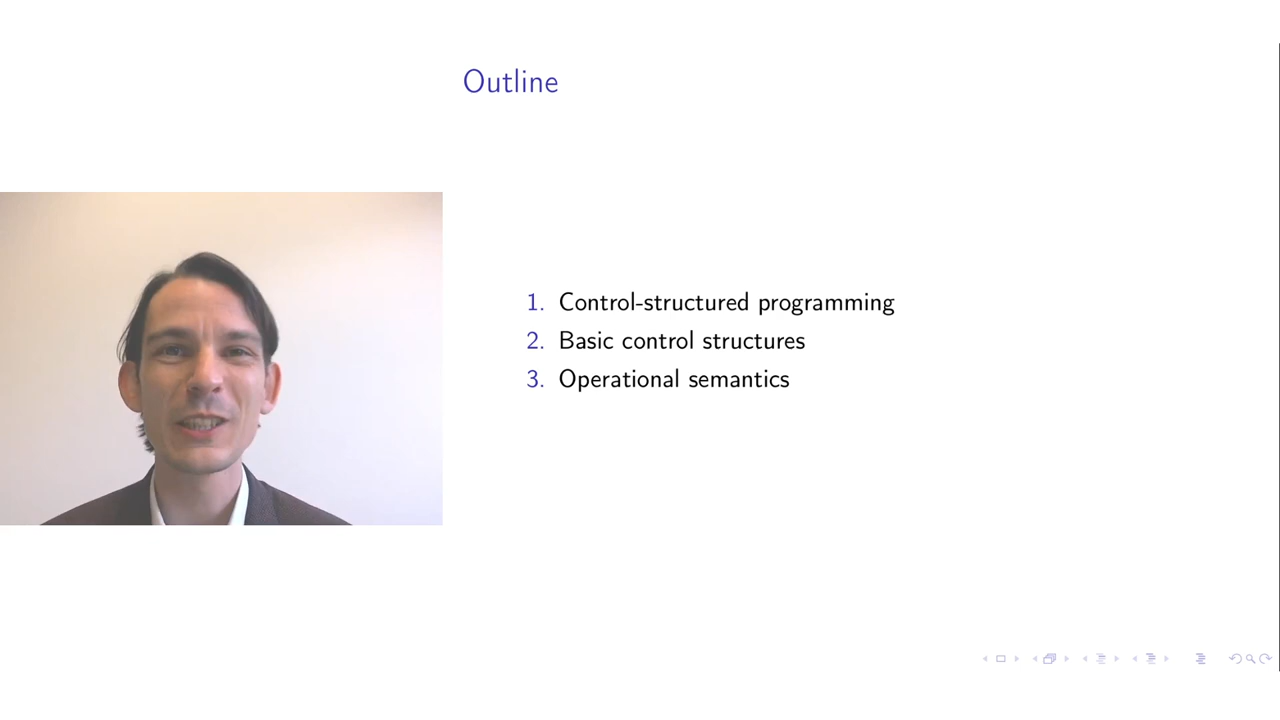 Outline
1. Control-structured programming
2. Basic control structures
3. Operational semantics